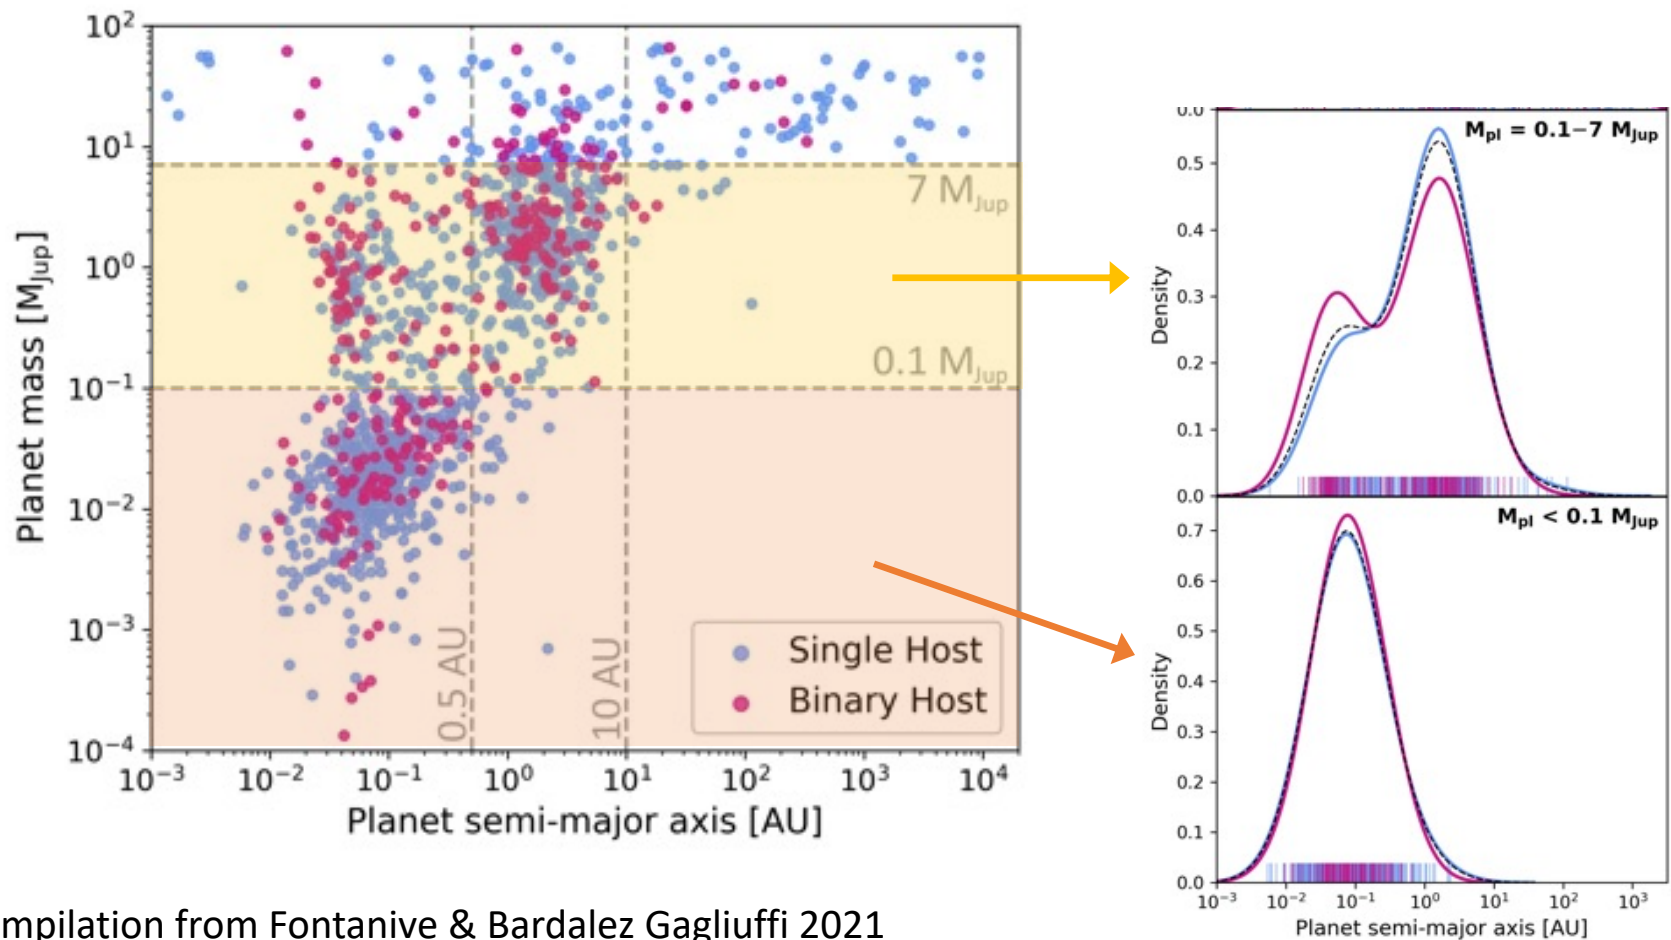 10²
10¹
10⁰
10⁻¹
10⁻²
10⁻³
10⁻⁴
Planet mass [M_Jup]
7 M_Jup
0.1 M_Jup
0.5 AU
10 AU
Single Host
Binary Host
10⁻³ 10⁻² 10⁻¹ 10⁰ 10¹ 10² 10³ 10⁴
Planet semi-major axis [AU]
0.0
M_pl = 0.1−7 M_Jup
0.5
0.4
0.3
0.2
0.1
0.0
Density
M_pl < 0.1 M_Jup
0.7
0.6
0.5
0.4
0.3
0.2
0.1
0.0
Density
10⁻³ 10⁻² 10⁻¹ 10⁰ 10¹ 10² 10³
Planet semi-major axis [AU]
mpilation from Fontanive & Bardalez Gagliuffi 2021